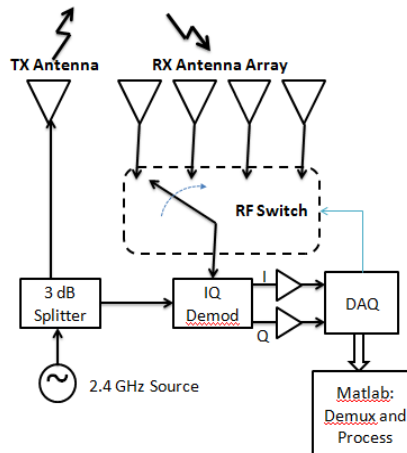 TX Antenna
RX Antenna Array
RF Switch
3 dB
Splitter
IQ
Demod
I
Q
DAQ
2.4 GHz Source
Matlab:
Demux and
Process